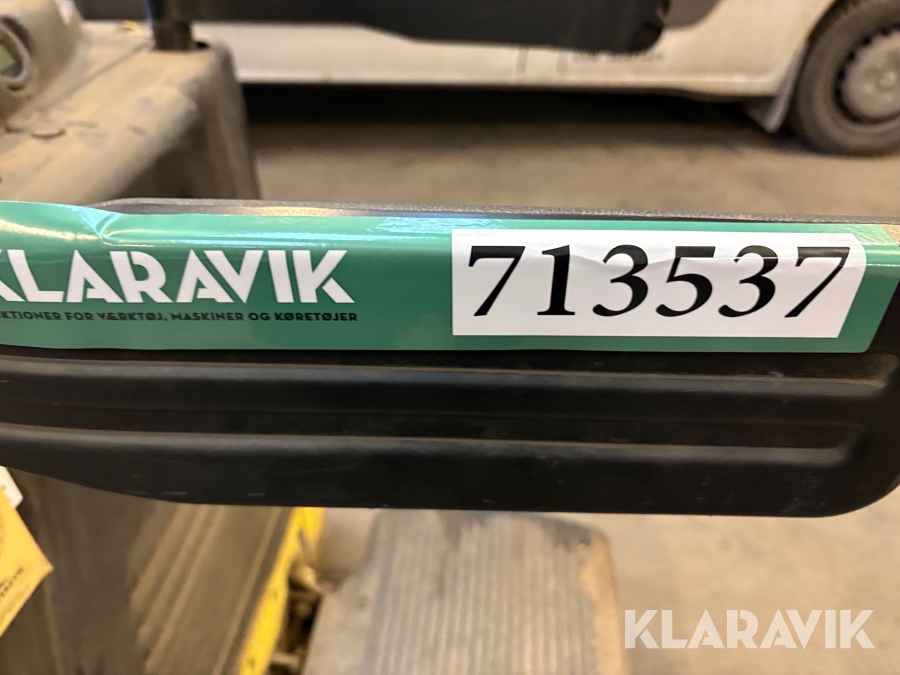 KLARAVIK
713537
KTIONER FOR VÆRKTØJ, MASKINER OG KØRETØJER
KLARAVIK